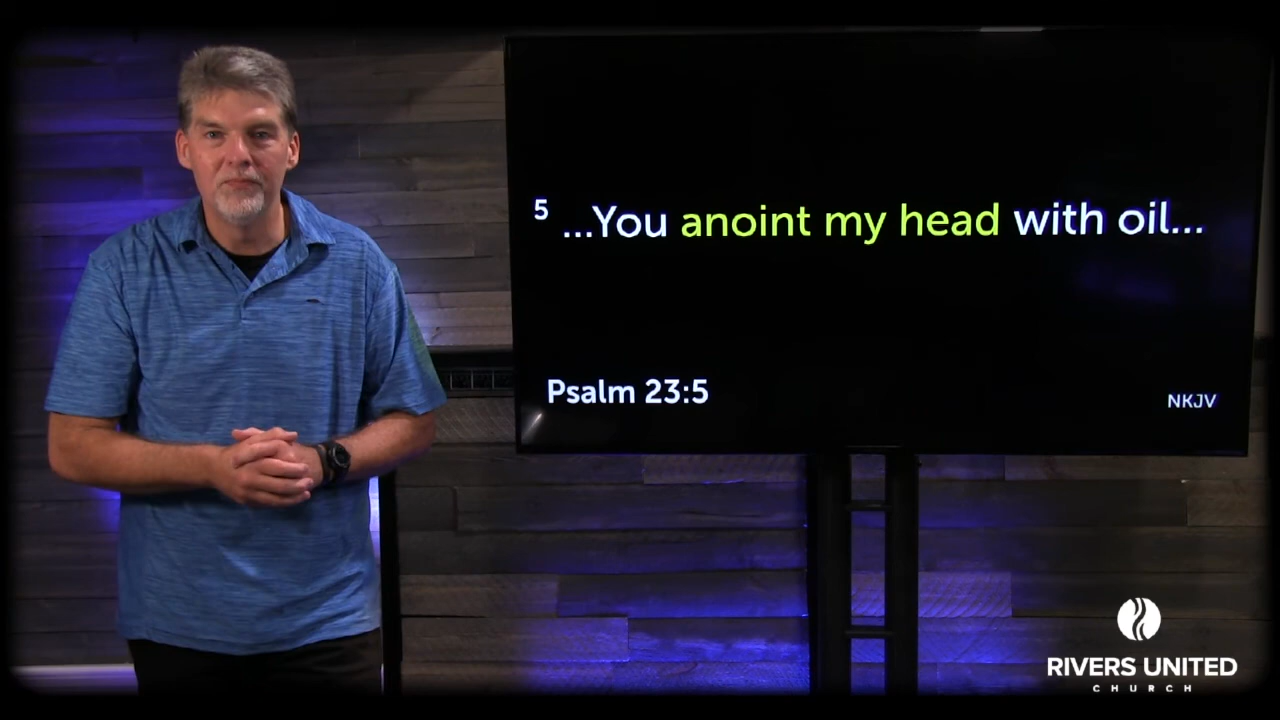 5 ...You anoint my head with oil...
Psalm 23:5
NKJV
RIVERS UNITED
CHURCH